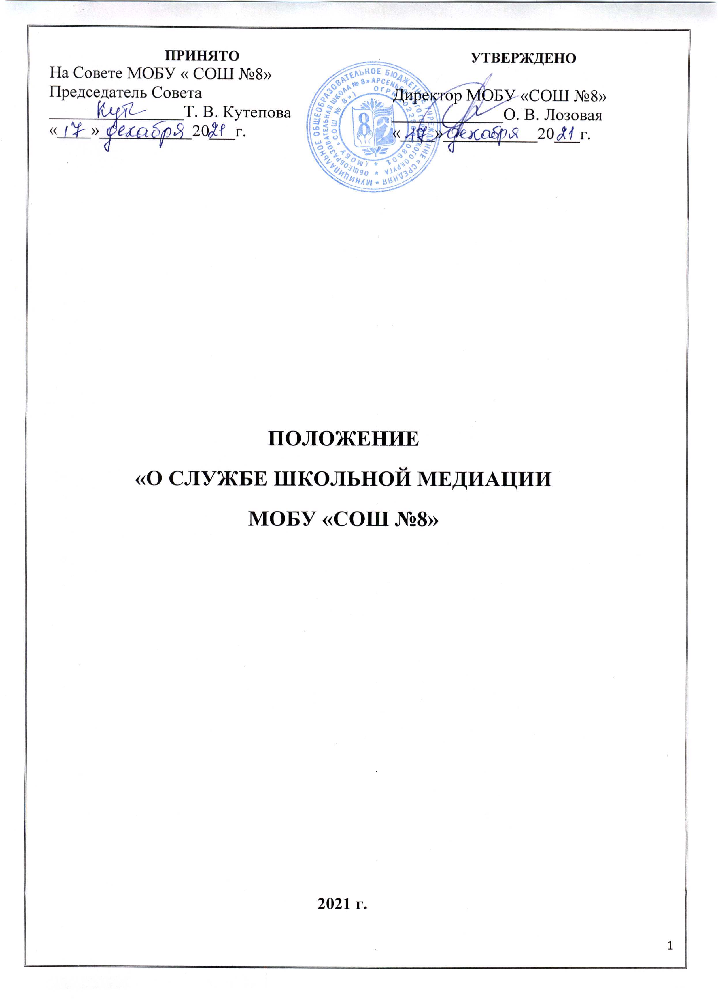 ПРИНЯТО
На Совете МОБУ « СОШ №8»
Председатель Совета
Т. В. Кутепова
«17» декабря 2021 г.
УТВЕРЖДЕНО
Директор МОБУ «СОШ №8»
О. В. Лозовая
«17» декабря 2021 г.
МУНИЦИПАЛЬНОЕ ОБЩЕОБРАЗОВАТЕЛЬНОЕ БЮДЖЕТНОЕ УЧРЕЖДЕНИЕ «СРЕДНЯЯ
ОБЩЕОБРАЗОВАТЕЛЬНАЯ ШКОЛА № 8» АРСЕНЬЕВСКОГО ГОРОДСКОГО ОКРУГА
(МОБУ «СОШ № 8») ОГРН
8
ПОЛОЖЕНИЕ
«О СЛУЖБЕ ШКОЛЬНОЙ МЕДИАЦИИ
МОБУ «СОШ №8»
2021 г.
1